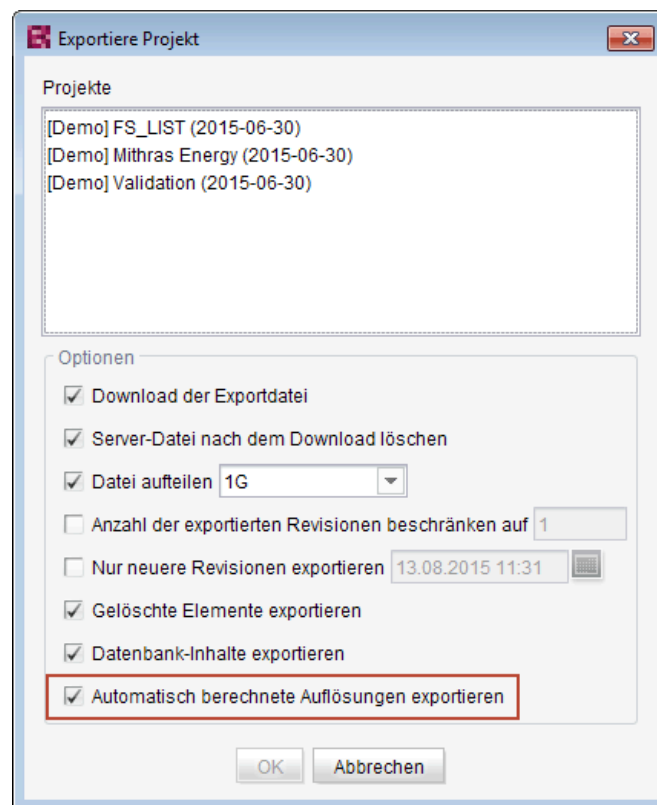 Exportiere Projekt
Projekte
[Demo] FS_LIST (2015-06-30)
[Demo] Mithras Energy (2015-06-30)
[Demo] Validation (2015-06-30)
Optionen
Download der Exportdatei
Server-Datei nach dem Download löschen
Datei aufteilen 1G
Anzahl der exportierten Revisionen beschränken auf 1
Nur neuere Revisionen exportieren 13.08.2015 11:31
Gelöschte Elemente exportieren
Datenbank-Inhalte exportieren
Automatisch berechnete Auflösungen exportieren
OK Abbrechen